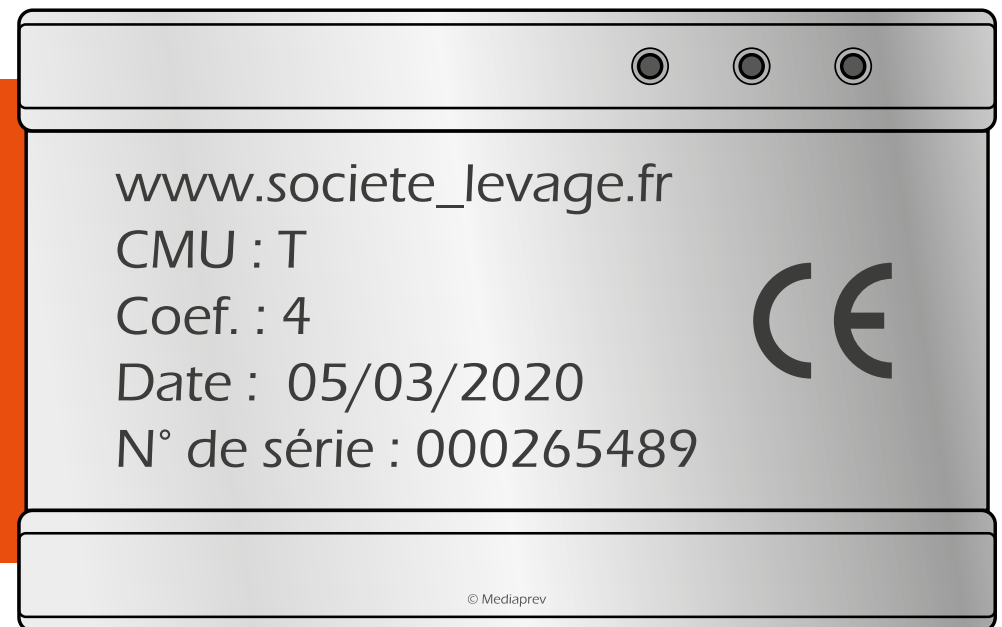 www.societe_levage.fr
CMU : T
Coef. : 4
CE
Date :  05/03/2020
N° de série : 000265489
© Mediaprev